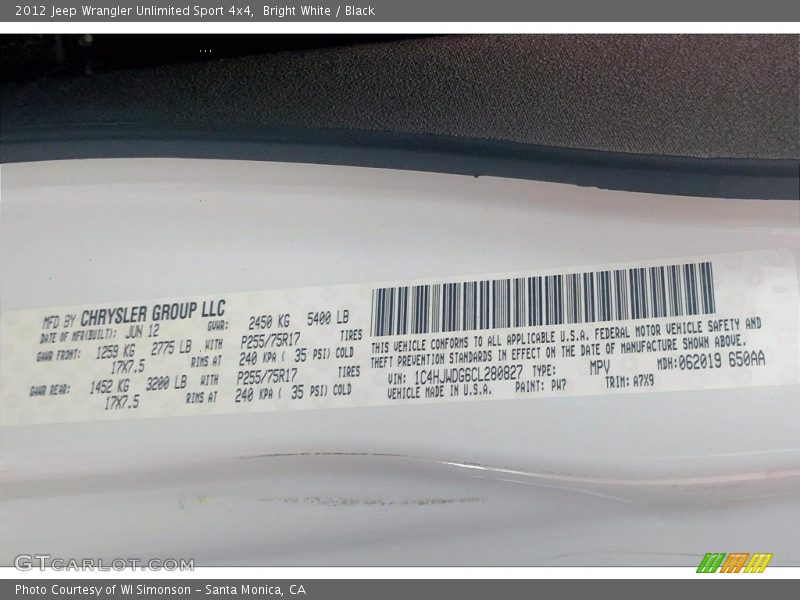 2012 Jeep Wrangler Unlimited Sport 4x4, Bright White / Black
MFD BY CHRYSLER GROUP LLC
DATE OF MFR(BUILT): JUN 12 GVWR: 2450 KG 5400 LB
GAWR FRONT: 1259 KG 2775 LB WITH P255/75R17 TIRES
17X7.5 RIMS AT 240 KPA ( 35 PSI) COLD
GAWR REAR: 1452 KG 3200 LB WITH P255/75R17 TIRES
17X7.5 RIMS AT 240 KPA ( 35 PSI) COLD
THIS VEHICLE CONFORMS TO ALL APPLICABLE U.S.A. FEDERAL MOTOR VEHICLE SAFETY AND
THEFT PREVENTION STANDARDS IN EFFECT ON THE DATE OF MANUFACTURE SHOWN ABOVE.
VIN: 1C4HJWDG6CL280827 TYPE: MPV MDH:062019 650AA
VEHICLE MADE IN U.S.A. PAINT: PW7 TRIM: A7X9
GTCarLot.com
Photo Courtesy of WI Simonson - Santa Monica, CA